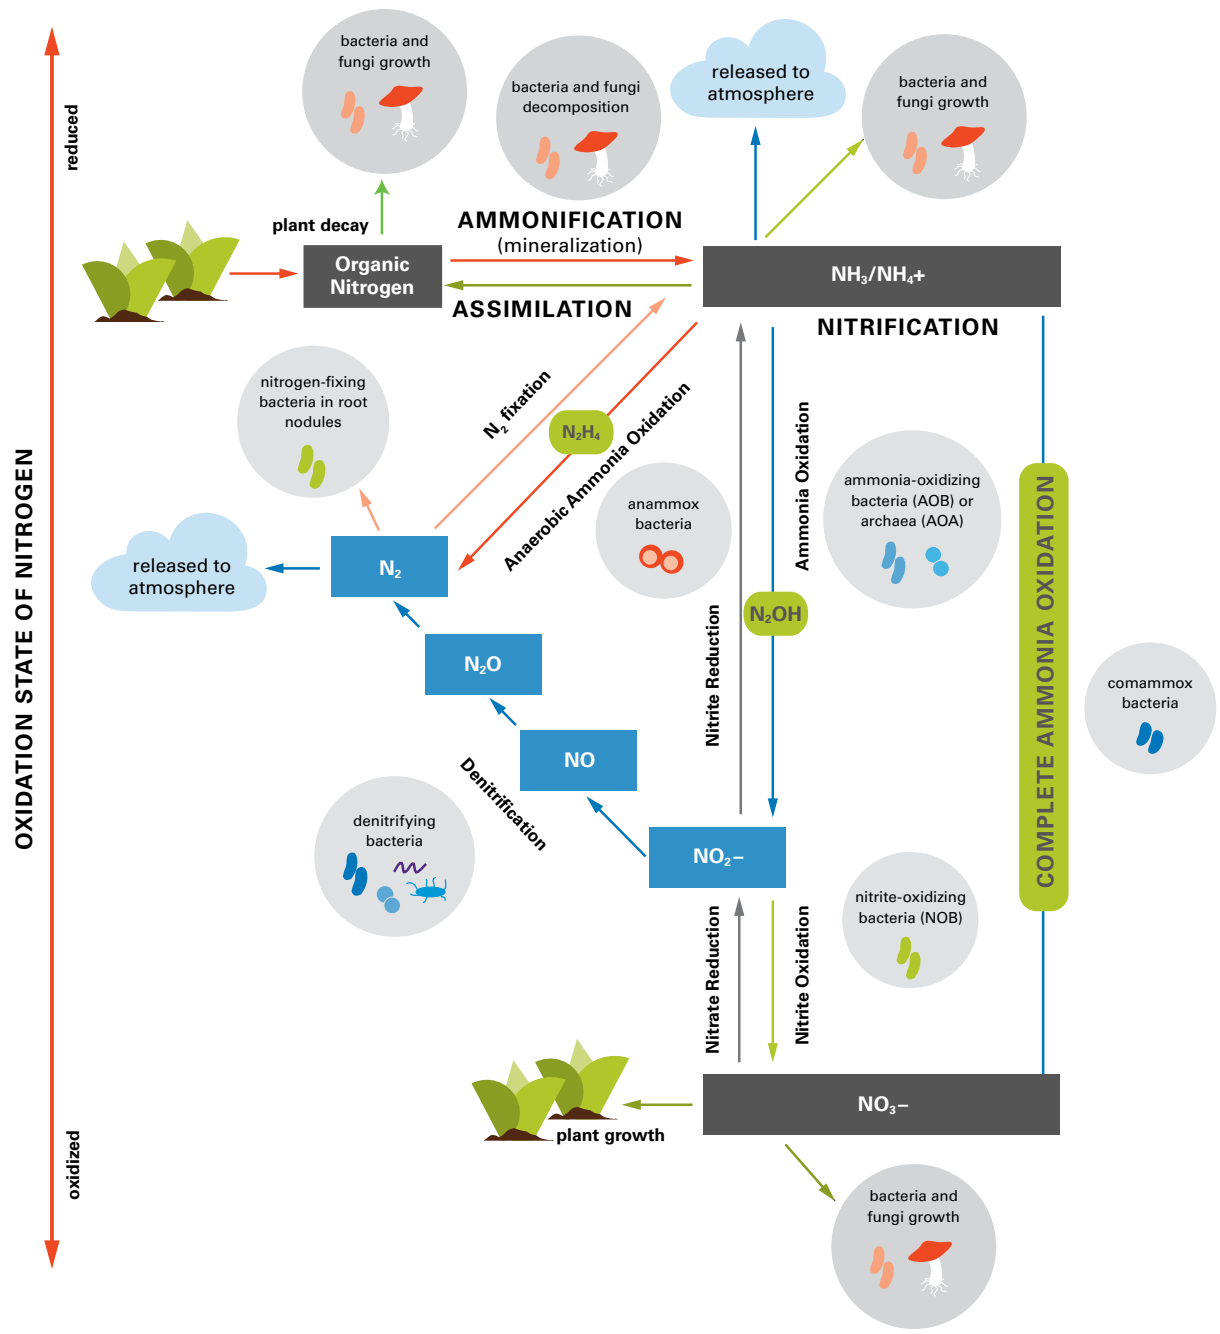 bacteria and
fungi growth
bacteria and fungi
decomposition
released to
atmosphere
bacteria and
fungi growth
reduced
plant decay
AMMONIFICATION
(mineralization)
Organic
Nitrogen
NH₃/NH₄+
ASSIMILATION
NITRIFICATION
nitrogen-fixing
bacteria in root
nodules
N₂ fixation
N₂H₄
Anaerobic Ammonia Oxidation
anammox
bacteria
Ammonia Oxidation
ammonia-oxidizing
bacteria (AOB) or
archaea (AOA)
OXIDATION STATE OF NITROGEN
released to
atmosphere
N₂
N₂OH
COMPLETE AMMONIA OXIDATION
N₂O
Nitrite Reduction
comammox
bacteria
NO
Denitrification
denitrifying
bacteria
NO₂–
nitrite-oxidizing
bacteria (NOB)
Nitrate Reduction
Nitrite Oxidation
NO₃–
plant growth
oxidized
bacteria and
fungi growth